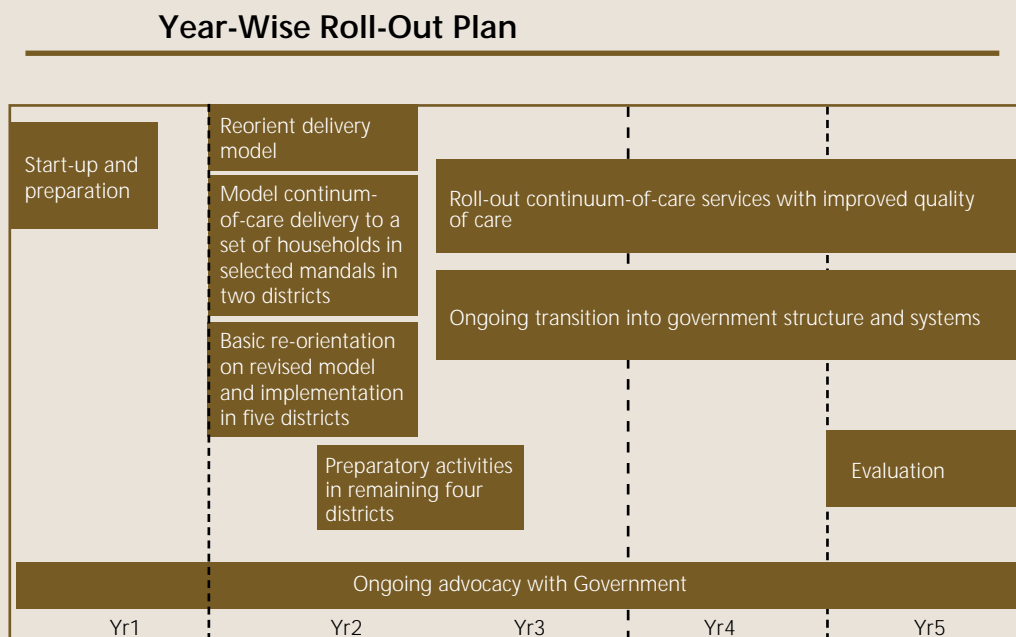 Year-Wise Roll-Out Plan
Start-up and
preparation
Reorient delivery
model
Model continum-
of-care delivery to a
set of households in
selected mandals in
two districts
Basic re-orientation
on revised model
and implementation
in five districts
Roll-out continuum-of-care services with improved quality
of care
Ongoing transition into government structure and systems
Preparatory activities
in remaining four
districts
Evaluation
Ongoing advocacy with Government
Yr1 Yr2 Yr3 Yr4 Yr5